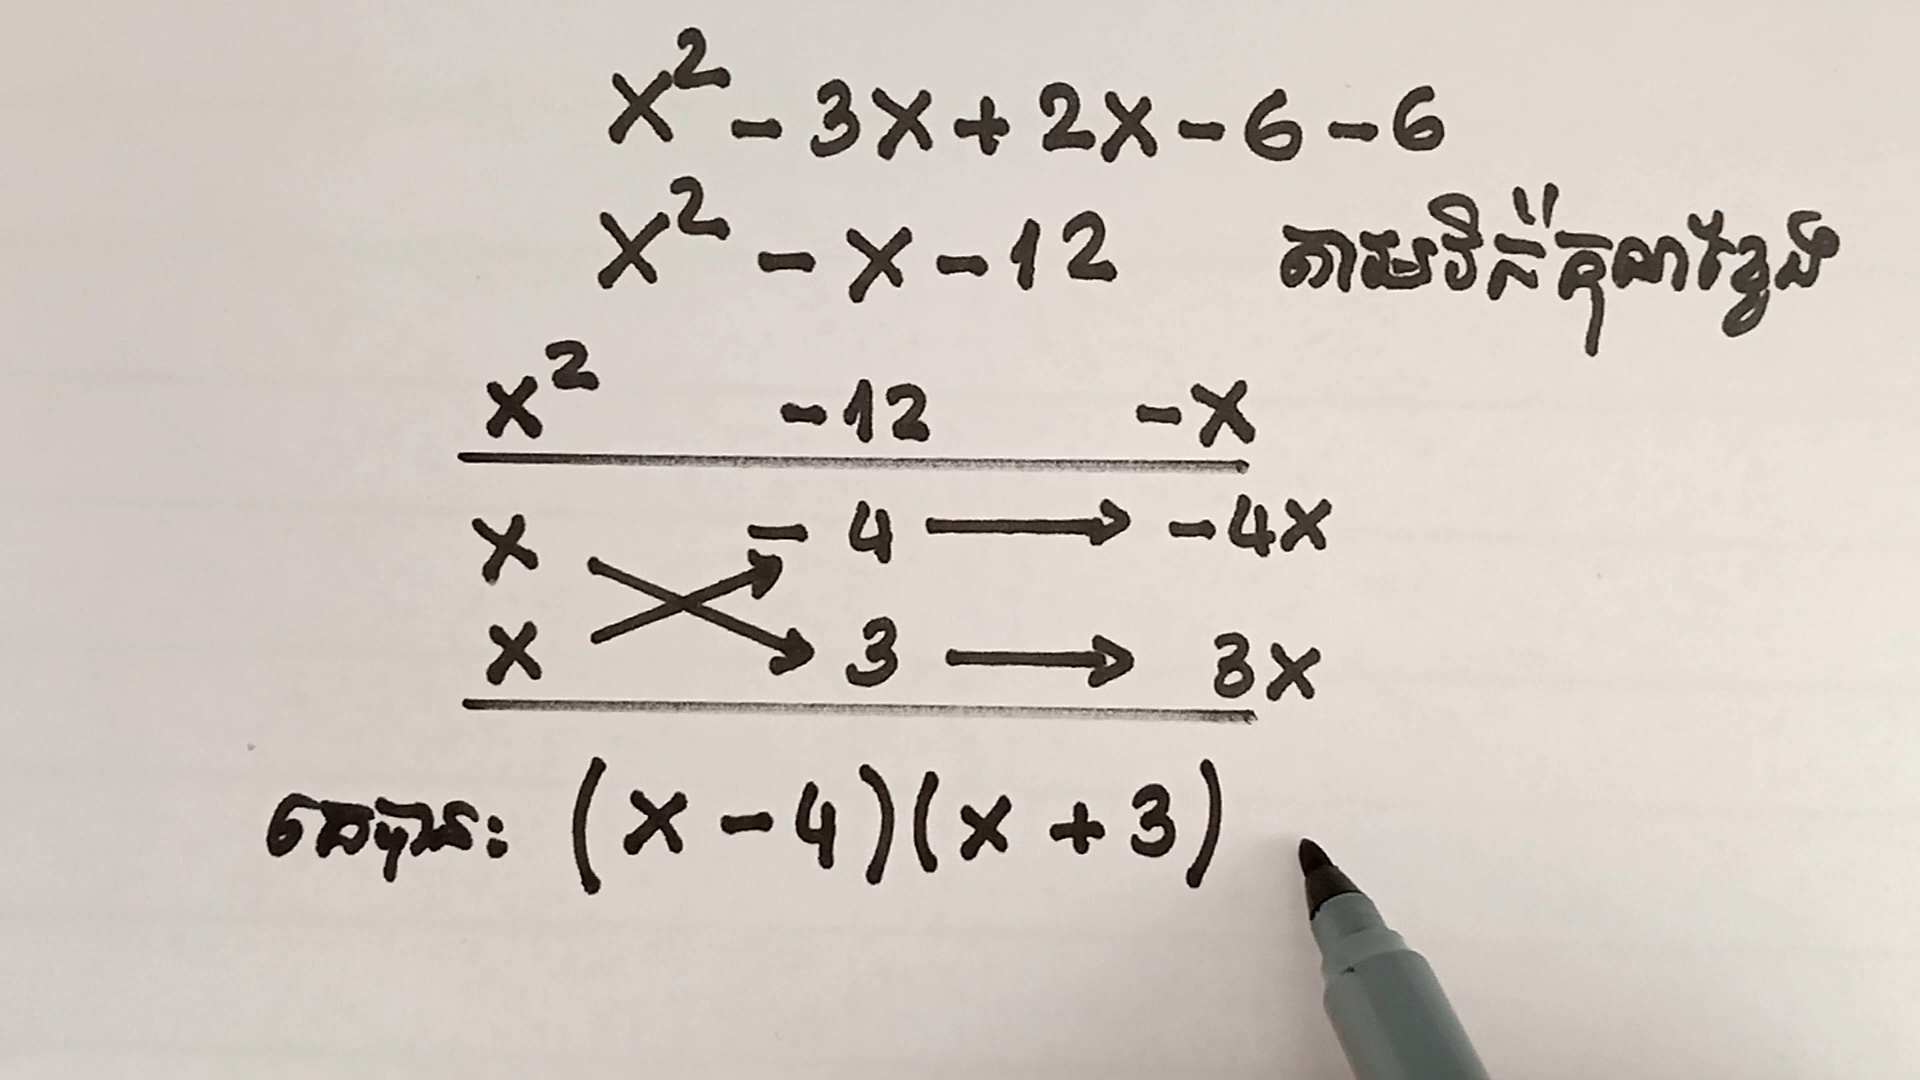 x² - 3x + 2x - 6 - 6
x² - x - 12 តាមវិធីគុណខ្វែង
x² - 12 - x
x - 4 → - 4x
x 3 → 3x
គេបាន: (x - 4)(x + 3)